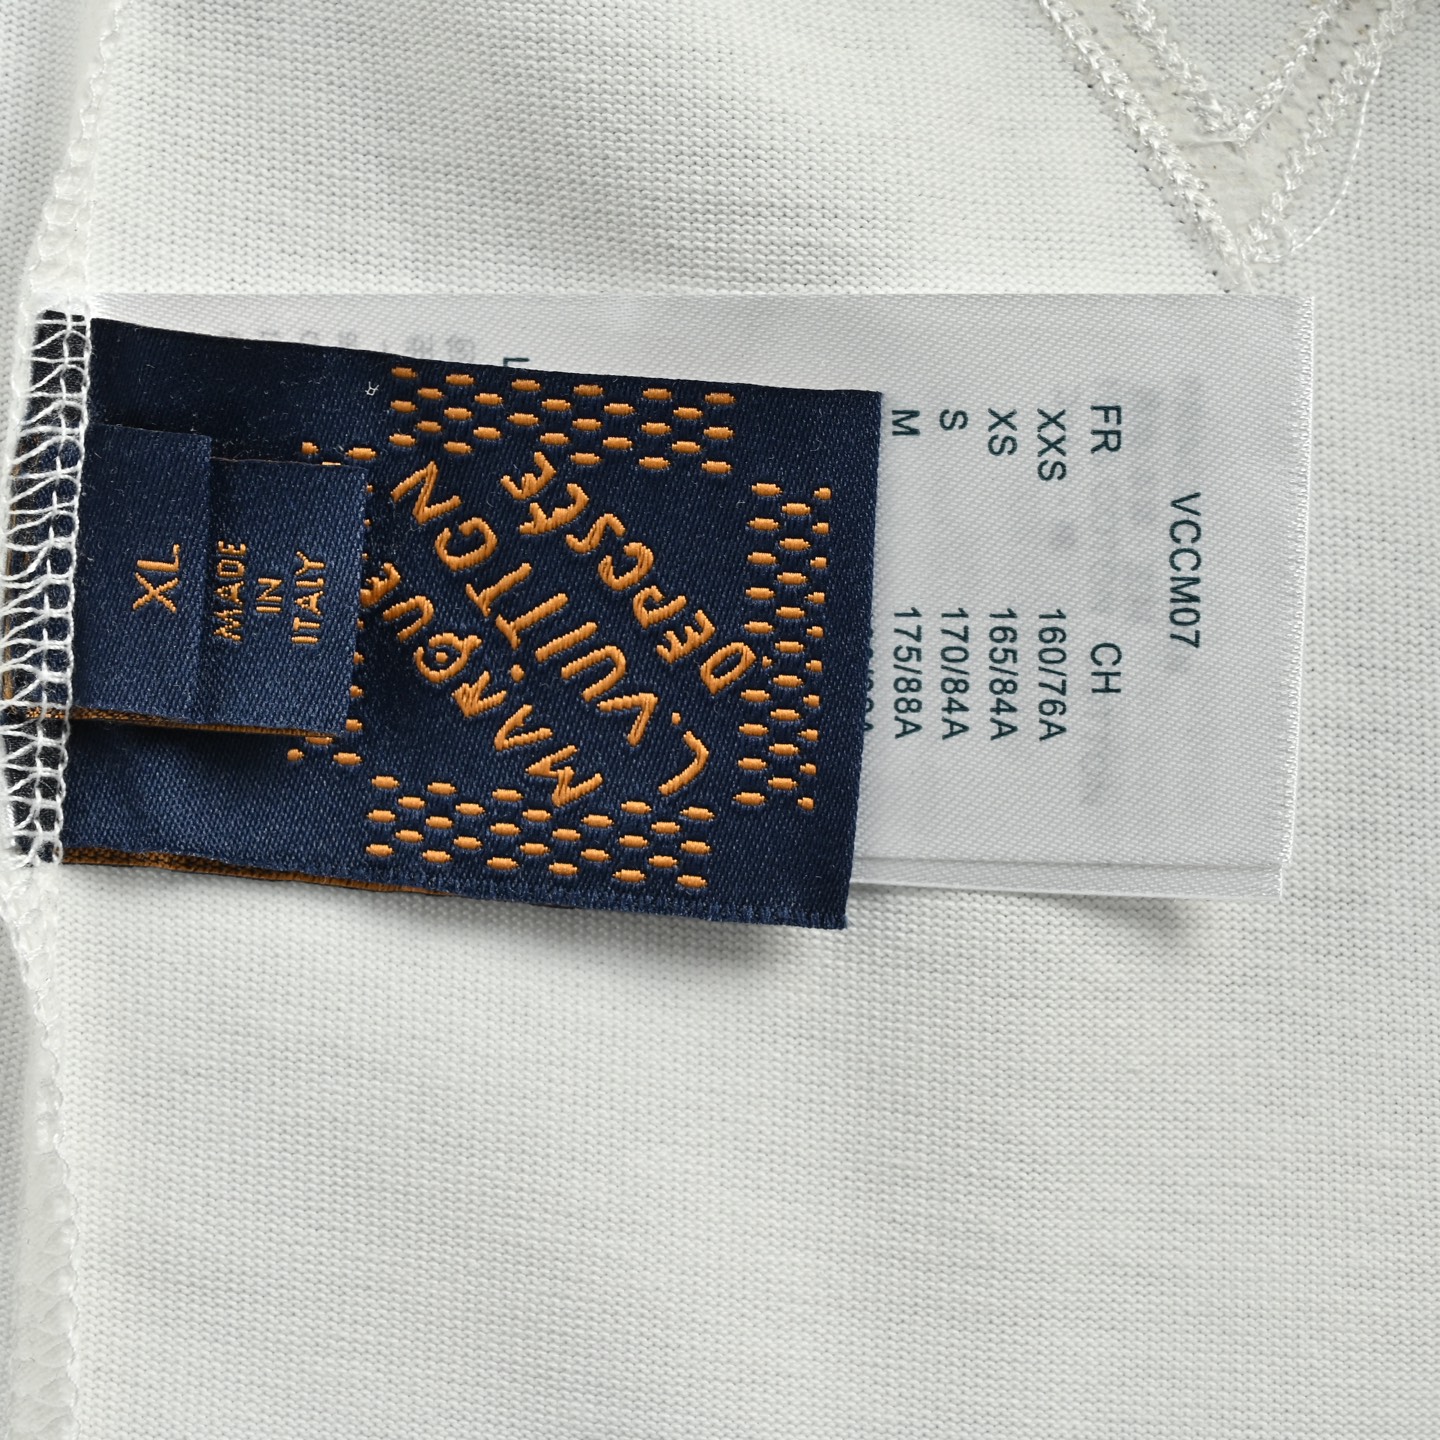 VCCM07
FR CH
XXS 160/76A
XS 165/84A
S 170/84A
M 175/88A
L
MARQUE
L.VUITTON
DÉPOSÉE
XL
MADE
IN
ITALY